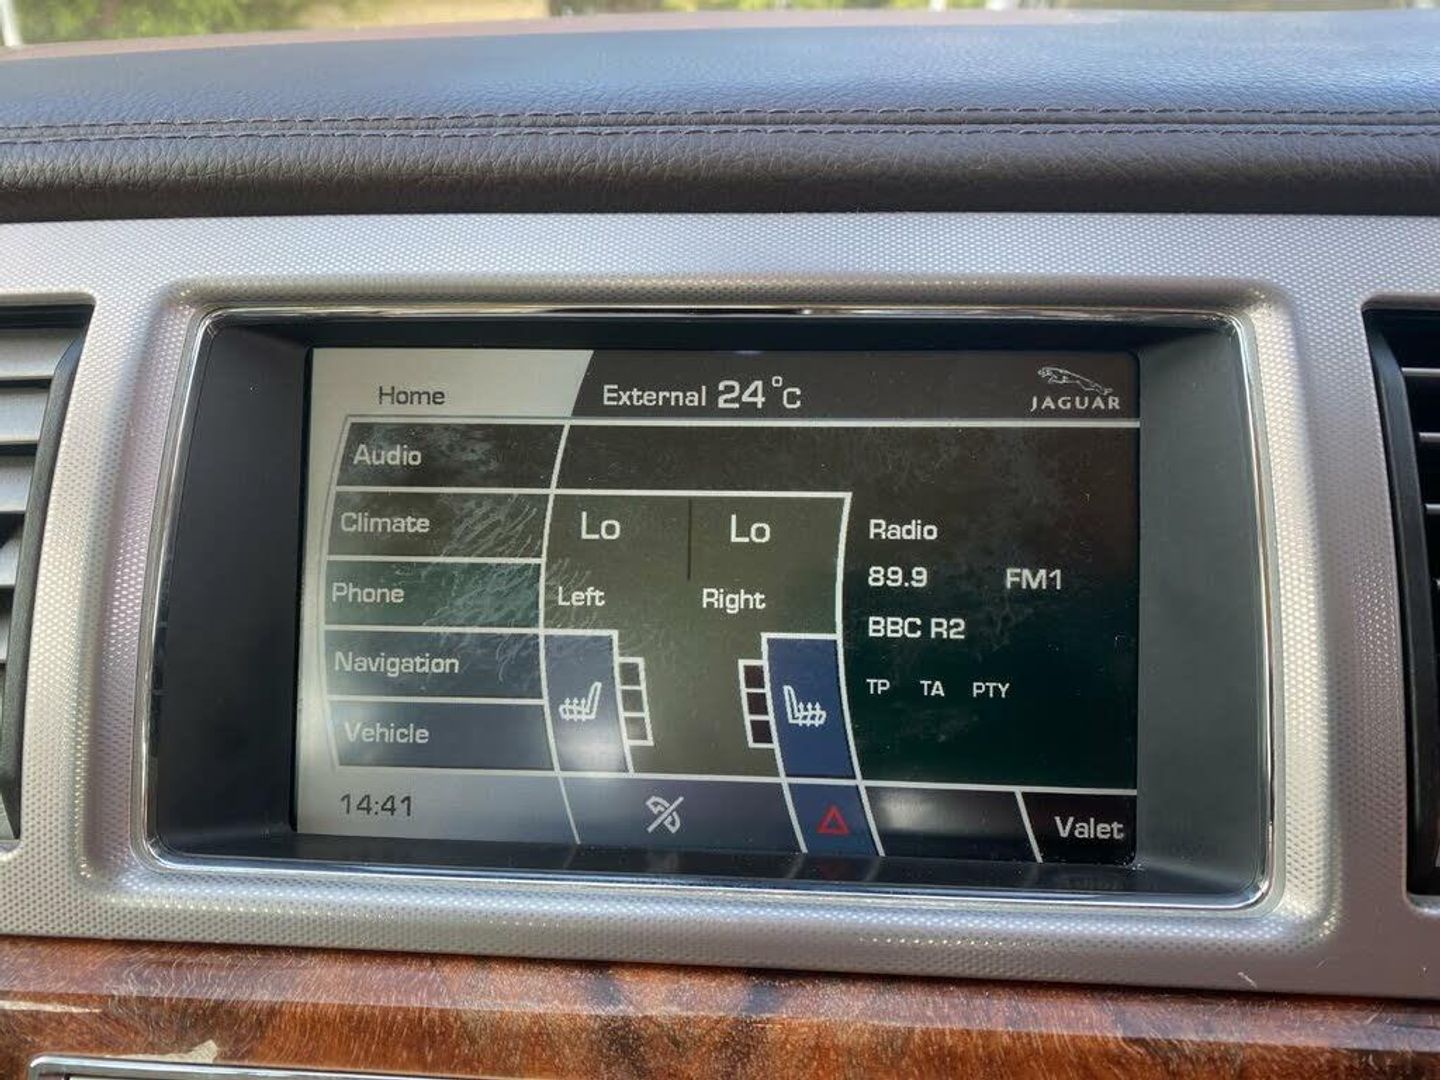 Home
External 24°C
JAGUAR
Audio
Climate
Lo
Lo
Radio
89.9
FM1
Phone
Left
Right
BBC R2
Navigation
TP TA PTY
Vehicle
14:41
Valet